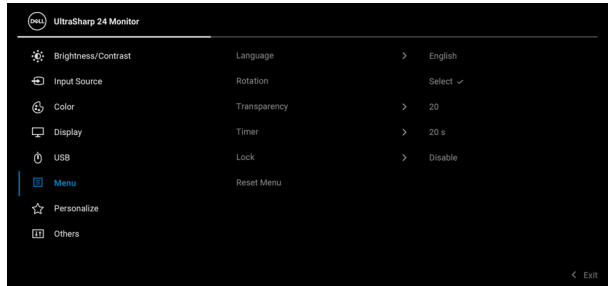 DELL UltraSharp 24 Monitor
Brightness/Contrast Language > English
Input Source Rotation Select ✓
Color Transparency > 20
Display Timer > 20 s
USB Lock > Disable
Menu Reset Menu
Personalize
Others
< Exit